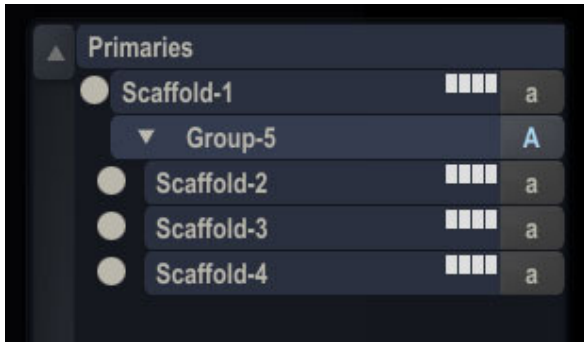 Primaries
Scaffold-1 a
Group-5 A
Scaffold-2 a
Scaffold-3 a
Scaffold-4 a